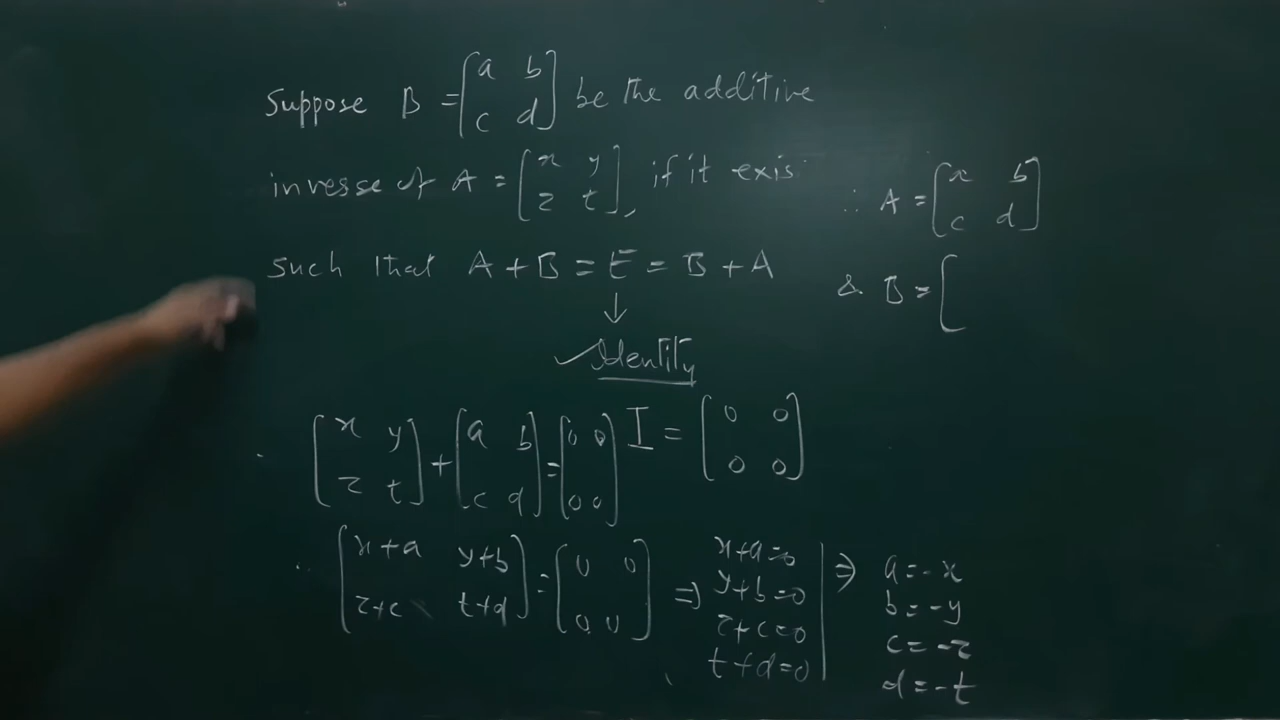 Suppose B = [a b
c d] be the additive
inverse of A = [x y
z t], if it exis
such that A + B = E = B + A
↓
✓ Identity
I = [0 0
0 0]
[x y
z t] + [a b
c d] = [0 0
0 0]
∴ [x+a y+b
z+c t+d] = [0 0
0 0]
⇒ x+a=0
y+b=0
z+c=0
t+d=0
⇒ a=-x
b=-y
c=-z
d=-t
∴ A = [x b
c d]
& B = [